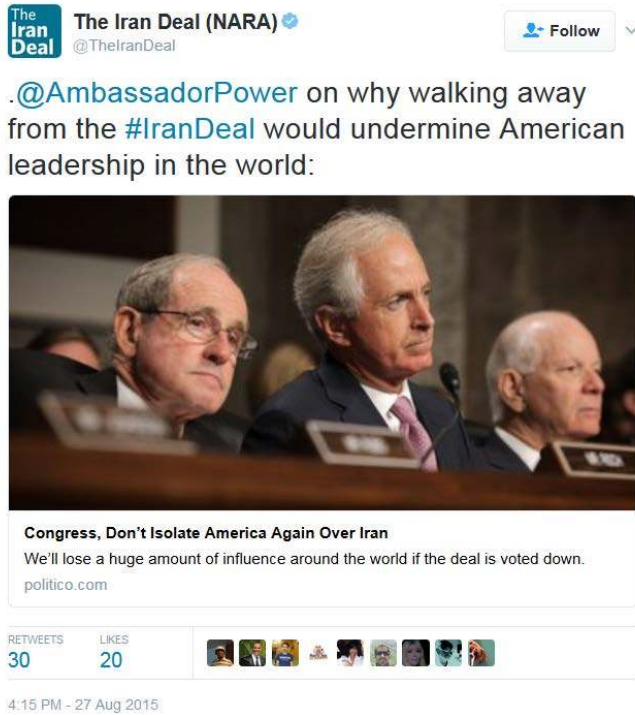 The
Iran
Deal
The Iran Deal (NARA)
@TheIranDeal
Follow
.@AmbassadorPower on why walking away
from the #IranDeal would undermine American
leadership in the world:
Congress, Don't Isolate America Again Over Iran
We'll lose a huge amount of influence around the world if the deal is voted down.
politico.com
RETWEETS
30
LIKES
20
4:15 PM - 27 Aug 2015